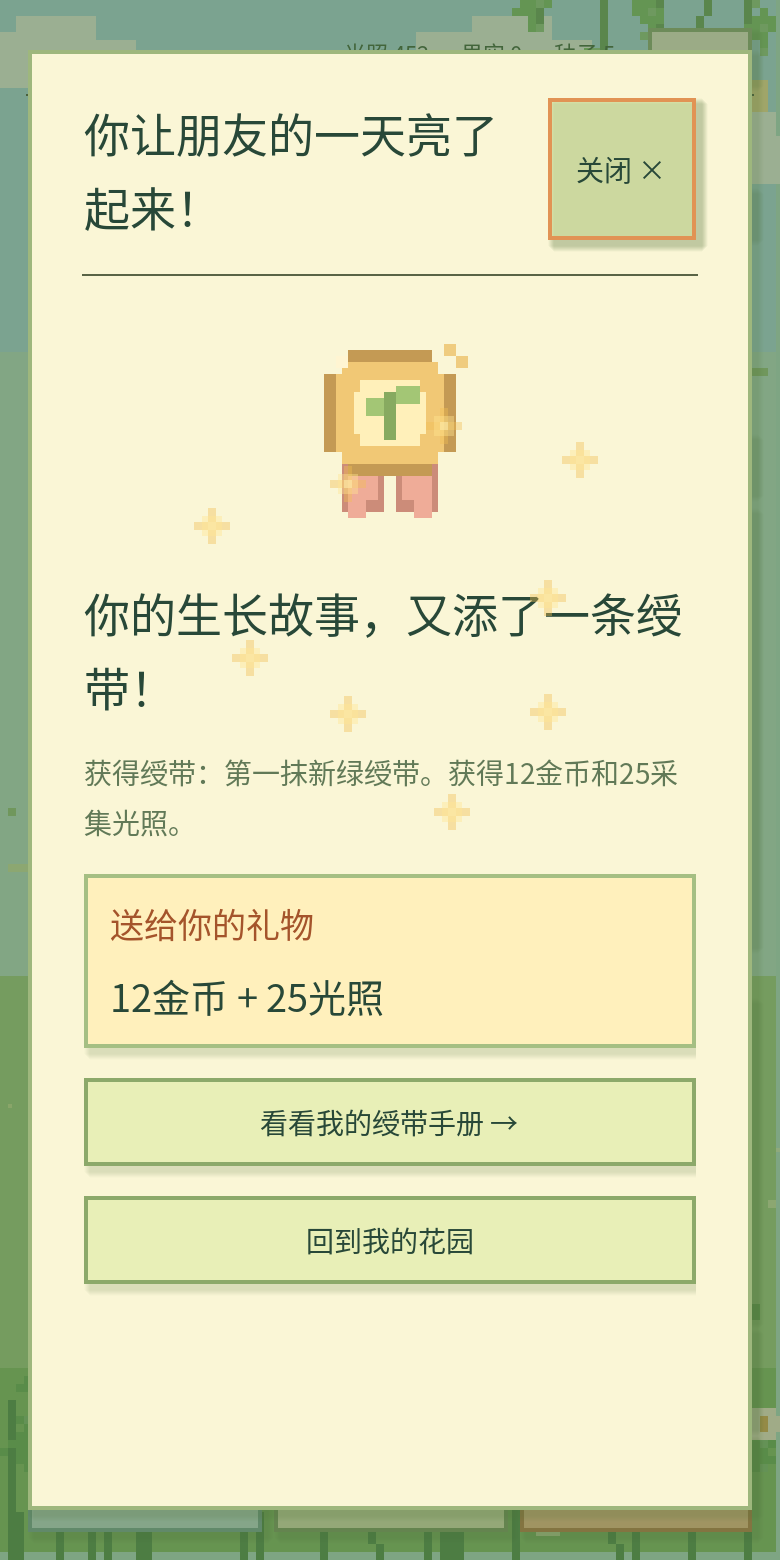 你让朋友的一天亮了
起来！
关闭 ×
你的生长故事，又添了一条绶
带！
获得绶带：第一抹新绿绶带。获得12金币和25采
集光照。
送给你的礼物
12金币 + 25光照
看看我的绶带手册 →
回到我的花园